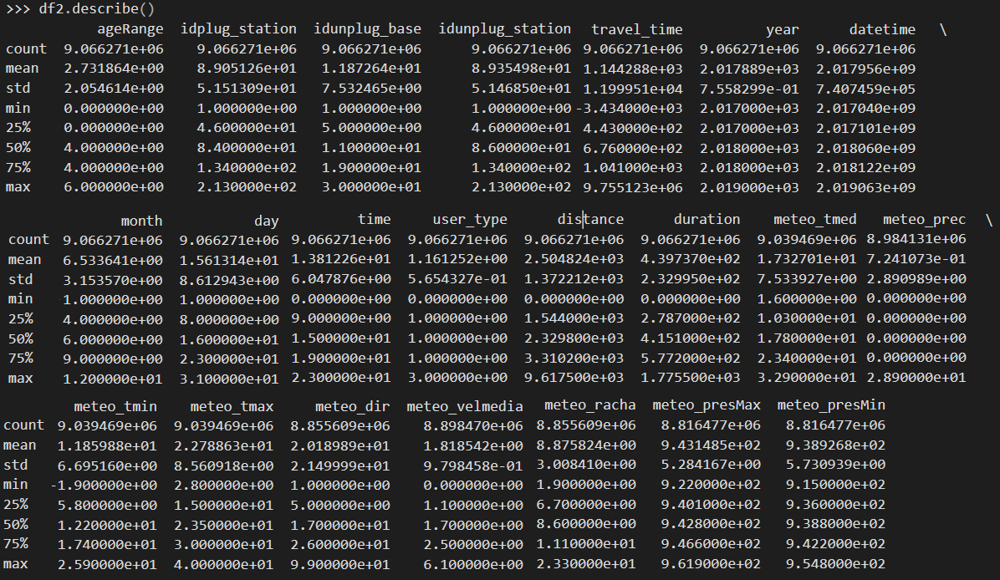 >>> df2.describe()
ageRange idplug_station idunplug_base idunplug_station travel_time year datetime \
count 9.066271e+06 9.066271e+06 9.066271e+06 9.066271e+06 9.066271e+06 9.066271e+06 9.066271e+06
mean 2.731864e+00 8.905126e+01 1.187264e+01 8.935498e+01 1.144288e+03 2.017889e+03 2.017956e+09
std 2.054614e+00 5.151309e+01 7.532465e+00 5.146850e+01 1.199951e+04 7.558299e-01 7.407459e+05
min 0.000000e+00 1.000000e+00 1.000000e+00 1.000000e+00 -3.434000e+03 2.017000e+03 2.017040e+09
25% 0.000000e+00 4.600000e+01 5.000000e+00 4.600000e+01 4.430000e+02 2.017000e+03 2.017101e+09
50% 4.000000e+00 8.400000e+01 1.100000e+01 8.600000e+01 6.760000e+02 2.018000e+03 2.018060e+09
75% 4.000000e+00 1.340000e+02 1.900000e+01 1.340000e+02 1.041000e+03 2.018000e+03 2.018122e+09
max 6.000000e+00 2.130000e+02 3.000000e+01 2.130000e+02 9.755123e+06 2.019000e+03 2.019063e+09
month day time user_type distance duration meteo_tmed meteo_prec \
count 9.066271e+06 9.066271e+06 9.066271e+06 9.066271e+06 9.066271e+06 9.066271e+06 9.039469e+06 8.984131e+06
mean 6.533641e+00 1.561314e+01 1.381226e+01 1.161252e+00 2.504824e+03 4.397370e+02 1.732701e+01 7.241073e-01
std 3.153570e+00 8.612943e+00 6.047876e+00 5.654327e-01 1.372212e+03 2.329950e+02 7.533927e+00 2.890989e+00
min 1.000000e+00 1.000000e+00 0.000000e+00 0.000000e+00 0.000000e+00 0.000000e+00 1.600000e+00 0.000000e+00
25% 4.000000e+00 8.000000e+00 9.000000e+00 1.000000e+00 1.544000e+03 2.787000e+02 1.030000e+01 0.000000e+00
50% 6.000000e+00 1.600000e+01 1.500000e+01 1.000000e+00 2.329800e+03 4.151000e+02 1.780000e+01 0.000000e+00
75% 9.000000e+00 2.300000e+01 1.900000e+01 1.000000e+00 3.310200e+03 5.772000e+02 2.340000e+01 0.000000e+00
max 1.200000e+01 3.100000e+01 2.300000e+01 3.000000e+00 9.617500e+03 1.775500e+03 3.290000e+01 2.890000e+01
meteo_tmin meteo_tmax meteo_dir meteo_velmedia meteo_racha meteo_presMax meteo_presMin
count 9.039469e+06 9.039469e+06 8.855609e+06 8.898470e+06 8.855609e+06 8.816477e+06 8.816477e+06
mean 1.185988e+01 2.278863e+01 2.018989e+01 1.818542e+00 8.875824e+00 9.431485e+02 9.389268e+02
std 6.695160e+00 8.560918e+00 2.149999e+01 9.798458e-01 3.008410e+00 5.284167e+00 5.730939e+00
min -1.900000e+00 2.800000e+00 1.000000e+00 0.000000e+00 1.900000e+00 9.220000e+02 9.150000e+02
25% 5.800000e+00 1.500000e+01 5.000000e+00 1.100000e+00 6.700000e+00 9.401000e+02 9.360000e+02
50% 1.220000e+01 2.350000e+01 1.700000e+01 1.700000e+00 8.600000e+00 9.428000e+02 9.388000e+02
75% 1.740000e+01 3.000000e+01 2.600000e+01 2.500000e+00 1.110000e+01 9.466000e+02 9.422000e+02
max 2.590000e+01 4.000000e+01 9.900000e+01 6.100000e+00 2.330000e+01 9.619000e+02 9.548000e+02